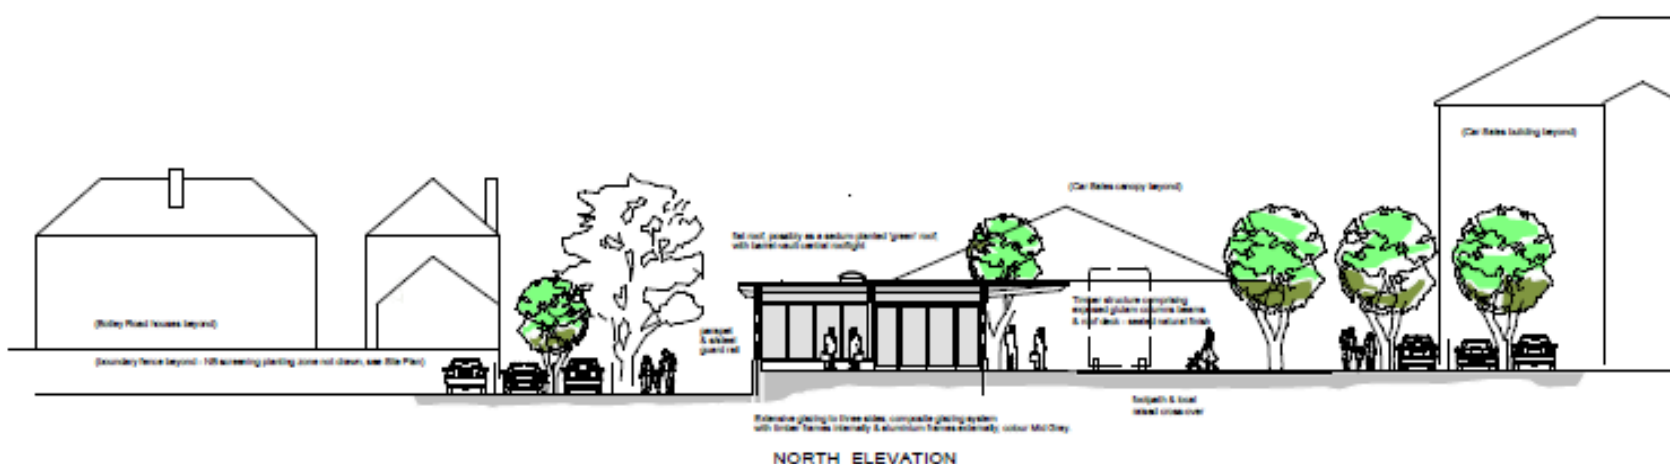 (Car Sales building beyond)
(Car Sales canopy beyond)
flat roof, possibly as a sedum planted 'green' roof,
with barrel vault central rooflight
Timber structure comprising
exposed glulam columns beams
& roof deck - sealed natural finish
(Botley Road houses beyond)
parapet
&
guard rail
(boundary fence beyond - NB screening planting zone not drawn, see Site Plan)
footpath & local
raised cross-over
Extensive glazing to three sides; composite glazing system
with timber frames internally & aluminium frames externally, colour Mid Grey.
NORTH ELEVATION